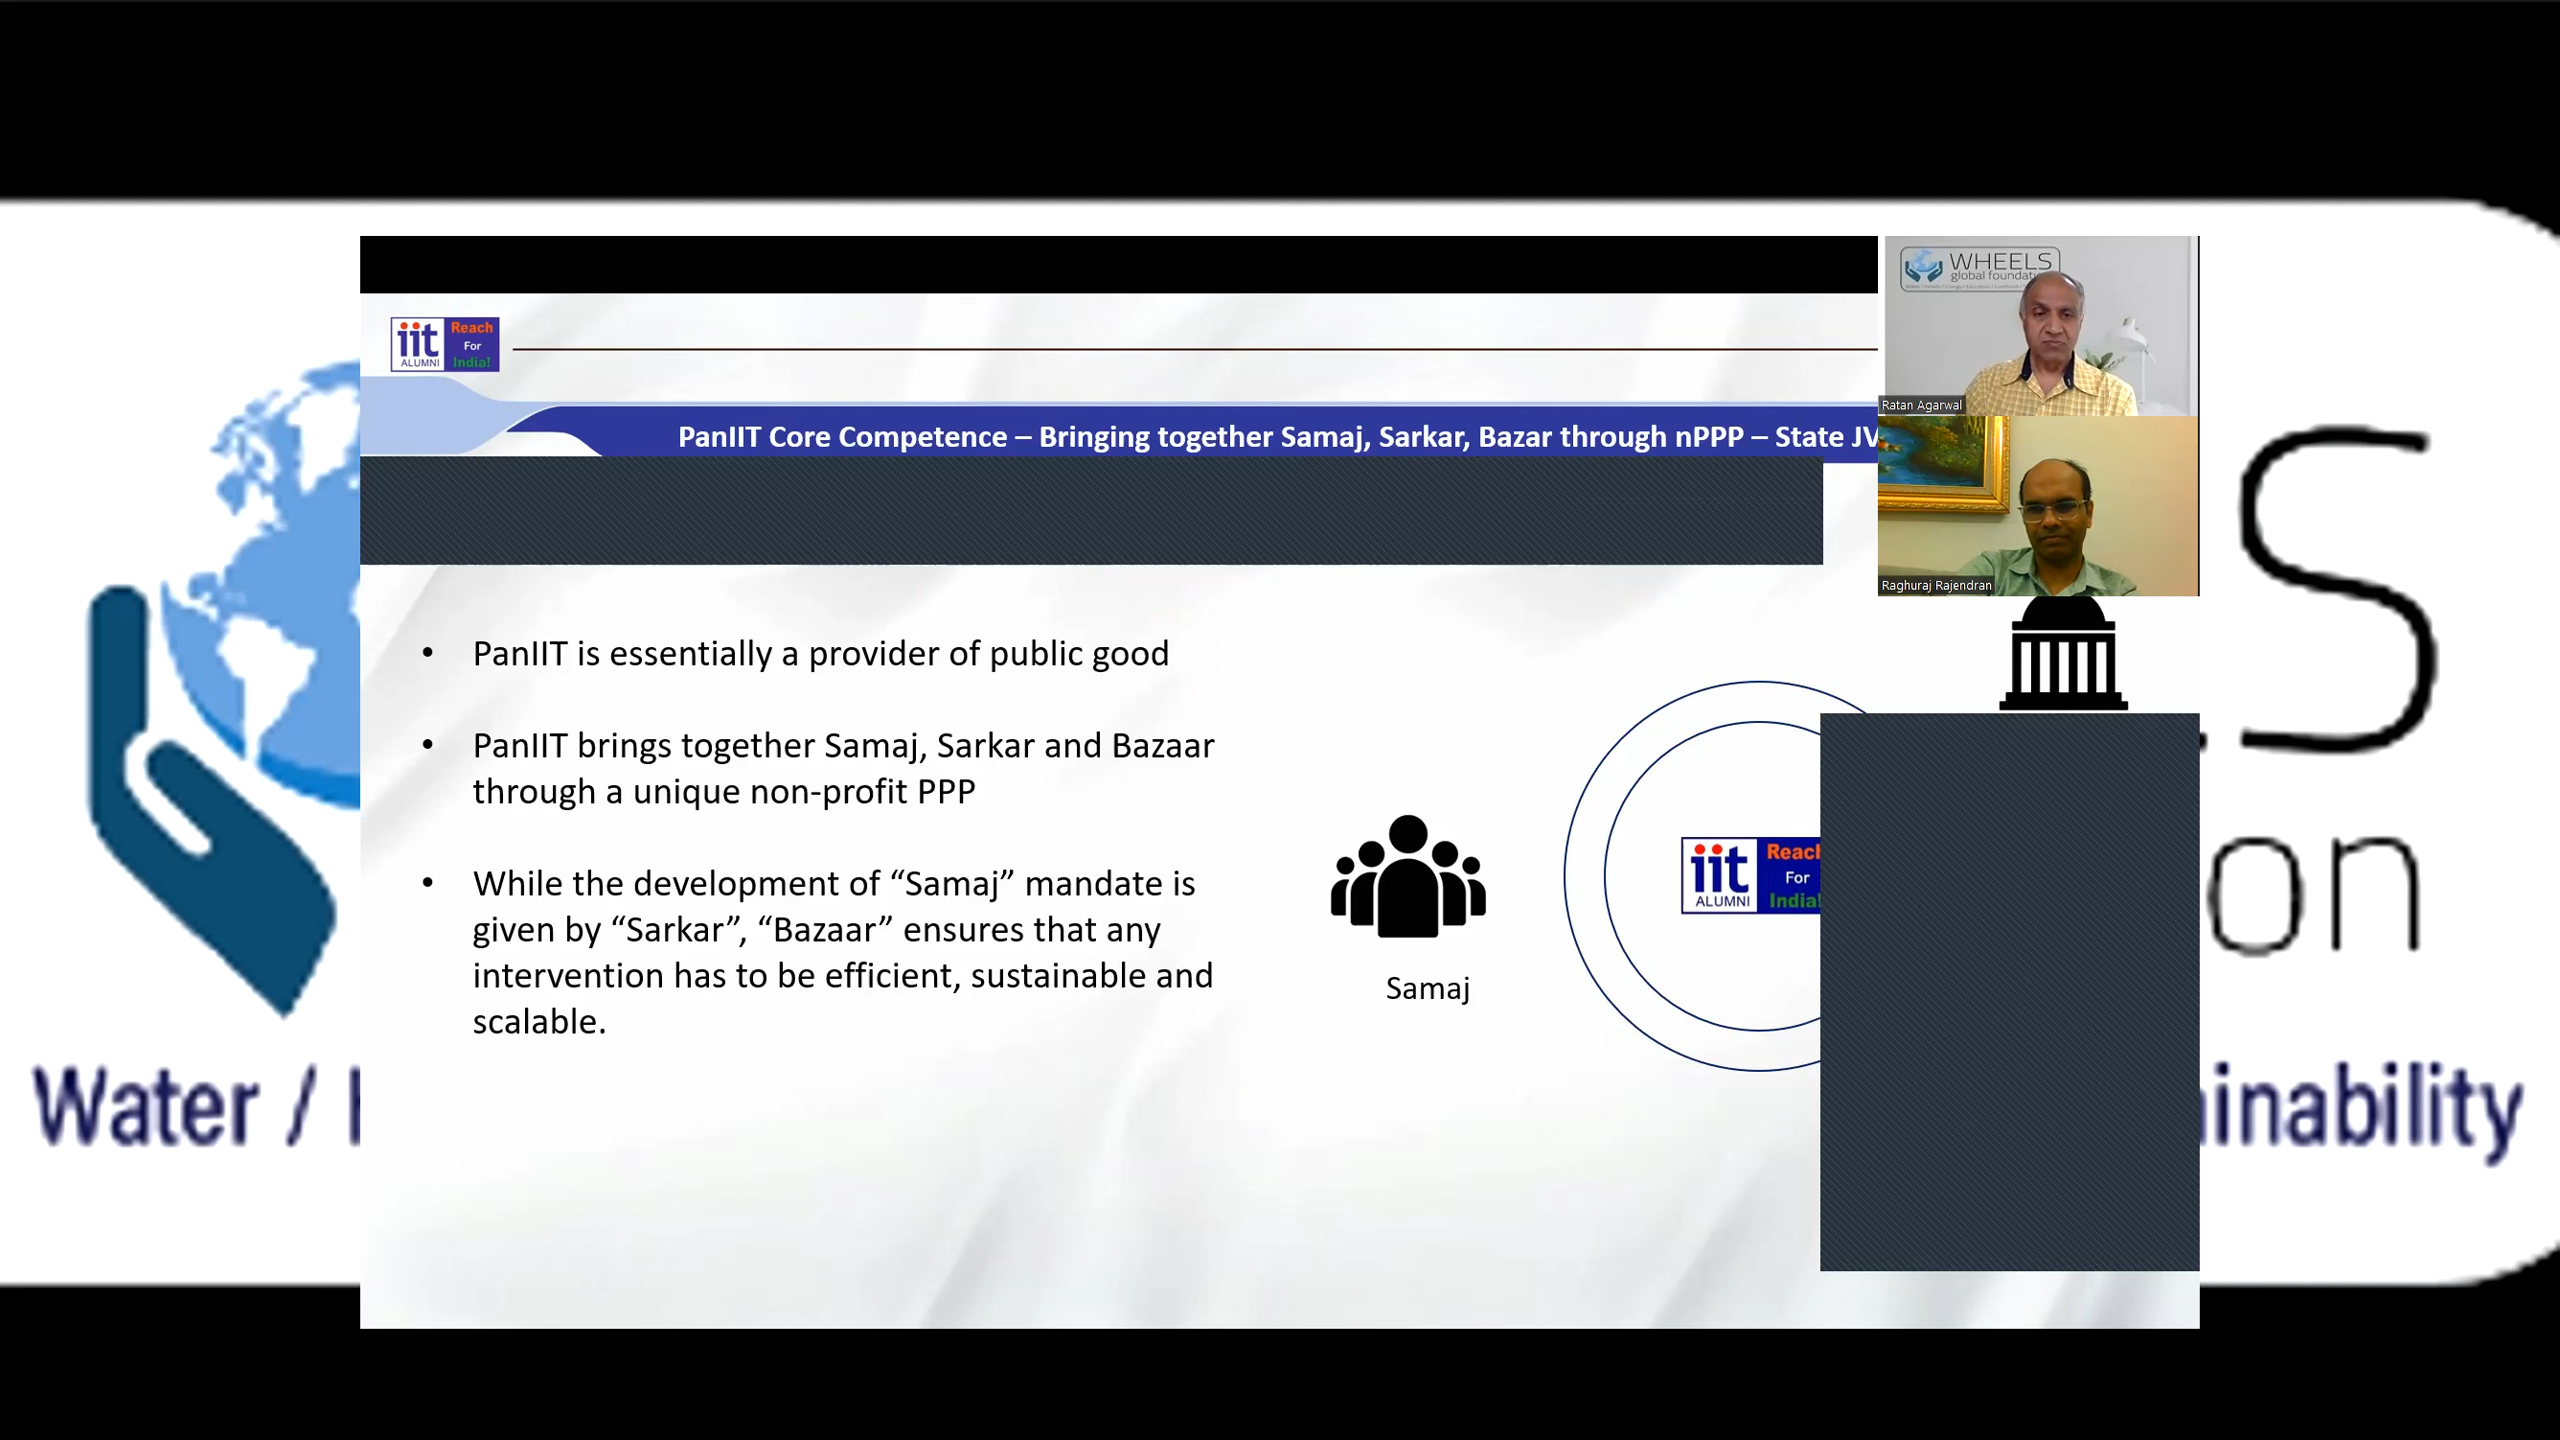 WHEELS
global foundation
Ratan Agarwal
iit
ALUMNI
Reach
For
India!
PanIIT Core Competence – Bringing together Samaj, Sarkar, Bazar through nPPP – State JV
Raghuraj Rajendran
• PanIIT is essentially a provider of public good
• PanIIT brings together Samaj, Sarkar and Bazaar
through a unique non-profit PPP
• While the development of “Samaj” mandate is
given by “Sarkar”, “Bazaar” ensures that any
intervention has to be efficient, sustainable and
scalable.
Samaj
iit
ALUMNI
Reach
For
India!
S
on
Water /
inability